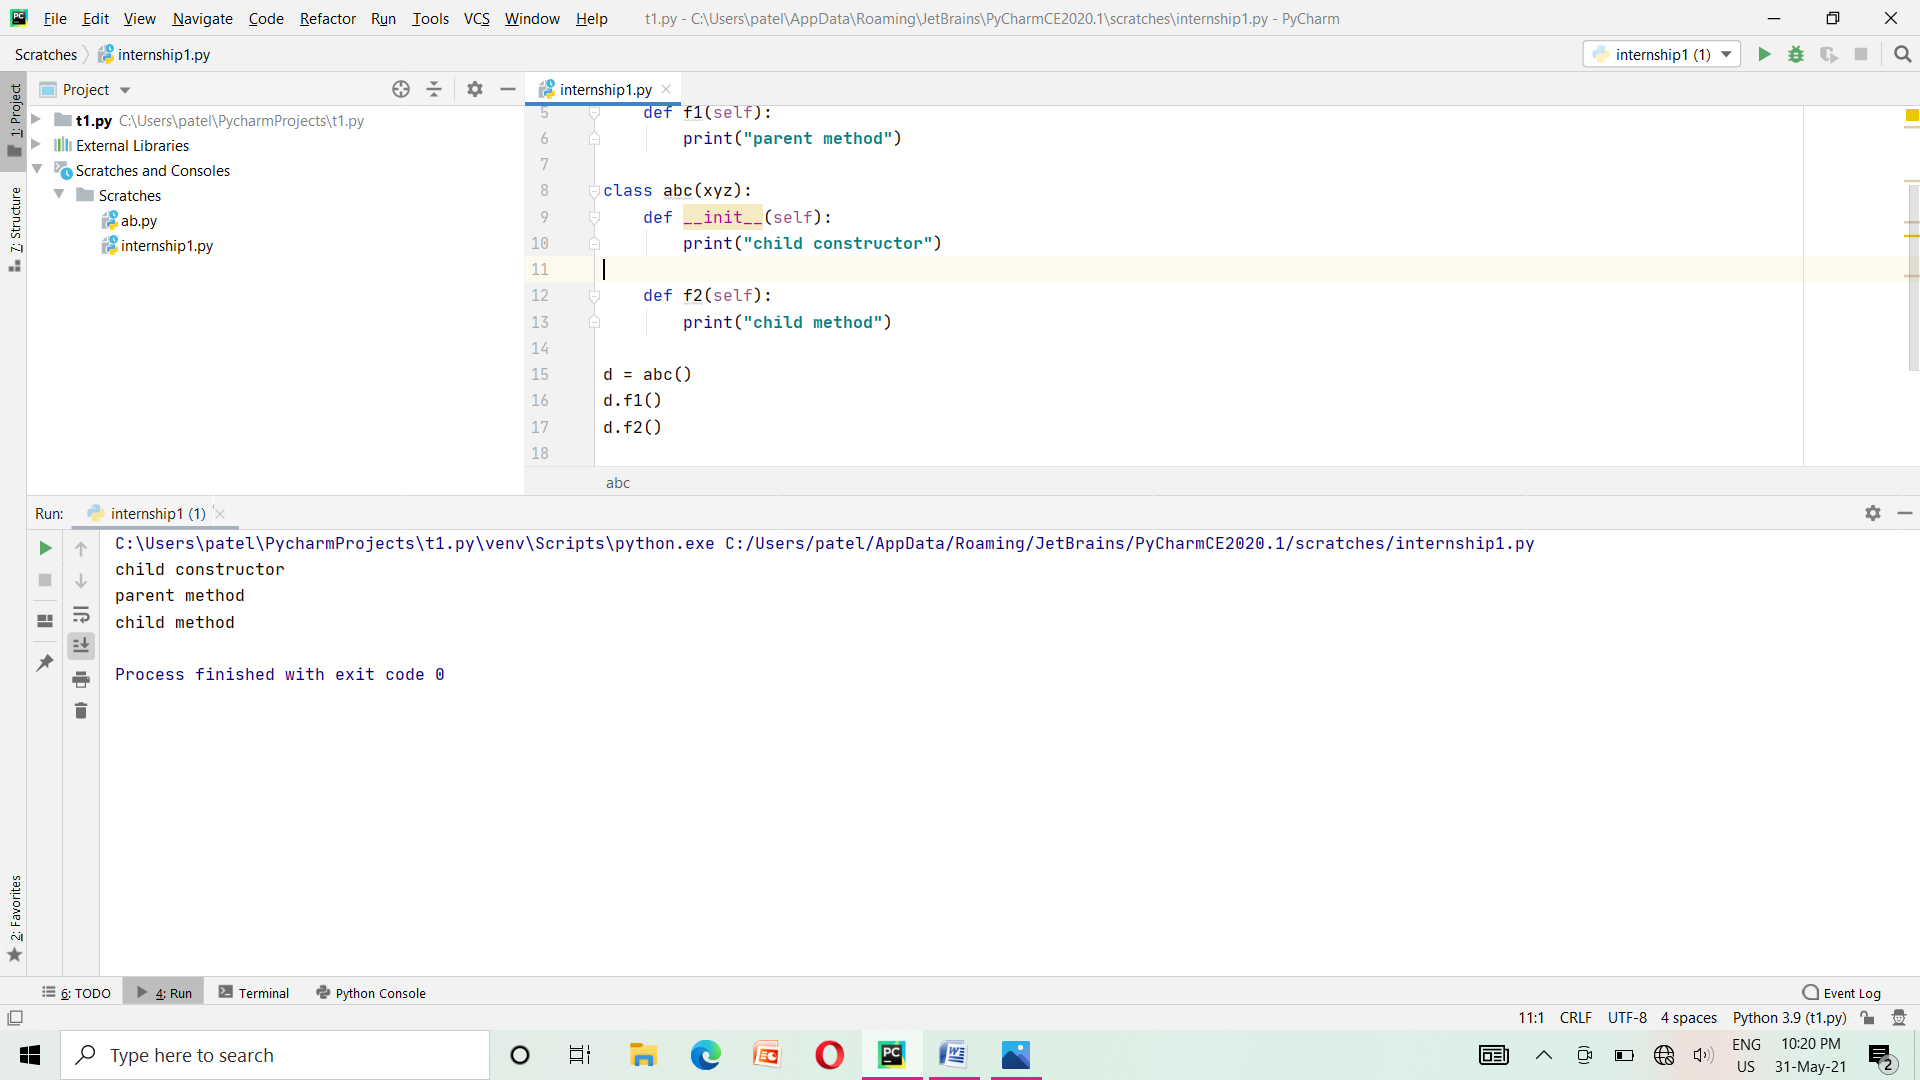 File Edit View Navigate Code Refactor Run Tools VCS Window Help t1.py - C:\Users\patel\AppData\Roaming\JetBrains\PyCharmCE2020.1\scratches\internship1.py - PyCharm
Scratches internship1.py internship1 (1)
Project internship1.py
1: Project
7: Structure
2: Favorites
t1.py C:\Users\patel\PycharmProjects\t1.py
External Libraries
Scratches and Consoles
Scratches
ab.py
internship1.py
5 def f1(self):
6 print("parent method")
7
8 class abc(xyz):
9 def __init__(self):
10 print("child constructor")
11
12 def f2(self):
13 print("child method")
14
15 d = abc()
16 d.f1()
17 d.f2()
18
abc
Run: internship1 (1)
C:\Users\patel\PycharmProjects\t1.py\venv\Scripts\python.exe C:/Users/patel/AppData/Roaming/JetBrains/PyCharmCE2020.1/scratches/internship1.py
child constructor
parent method
child method
Process finished with exit code 0
6: TODO 4: Run Terminal Python Console Event Log
11:1 CRLF UTF-8 4 spaces Python 3.9 (t1.py)
Type here to search
ENG
US
10:20 PM
31-May-21
2